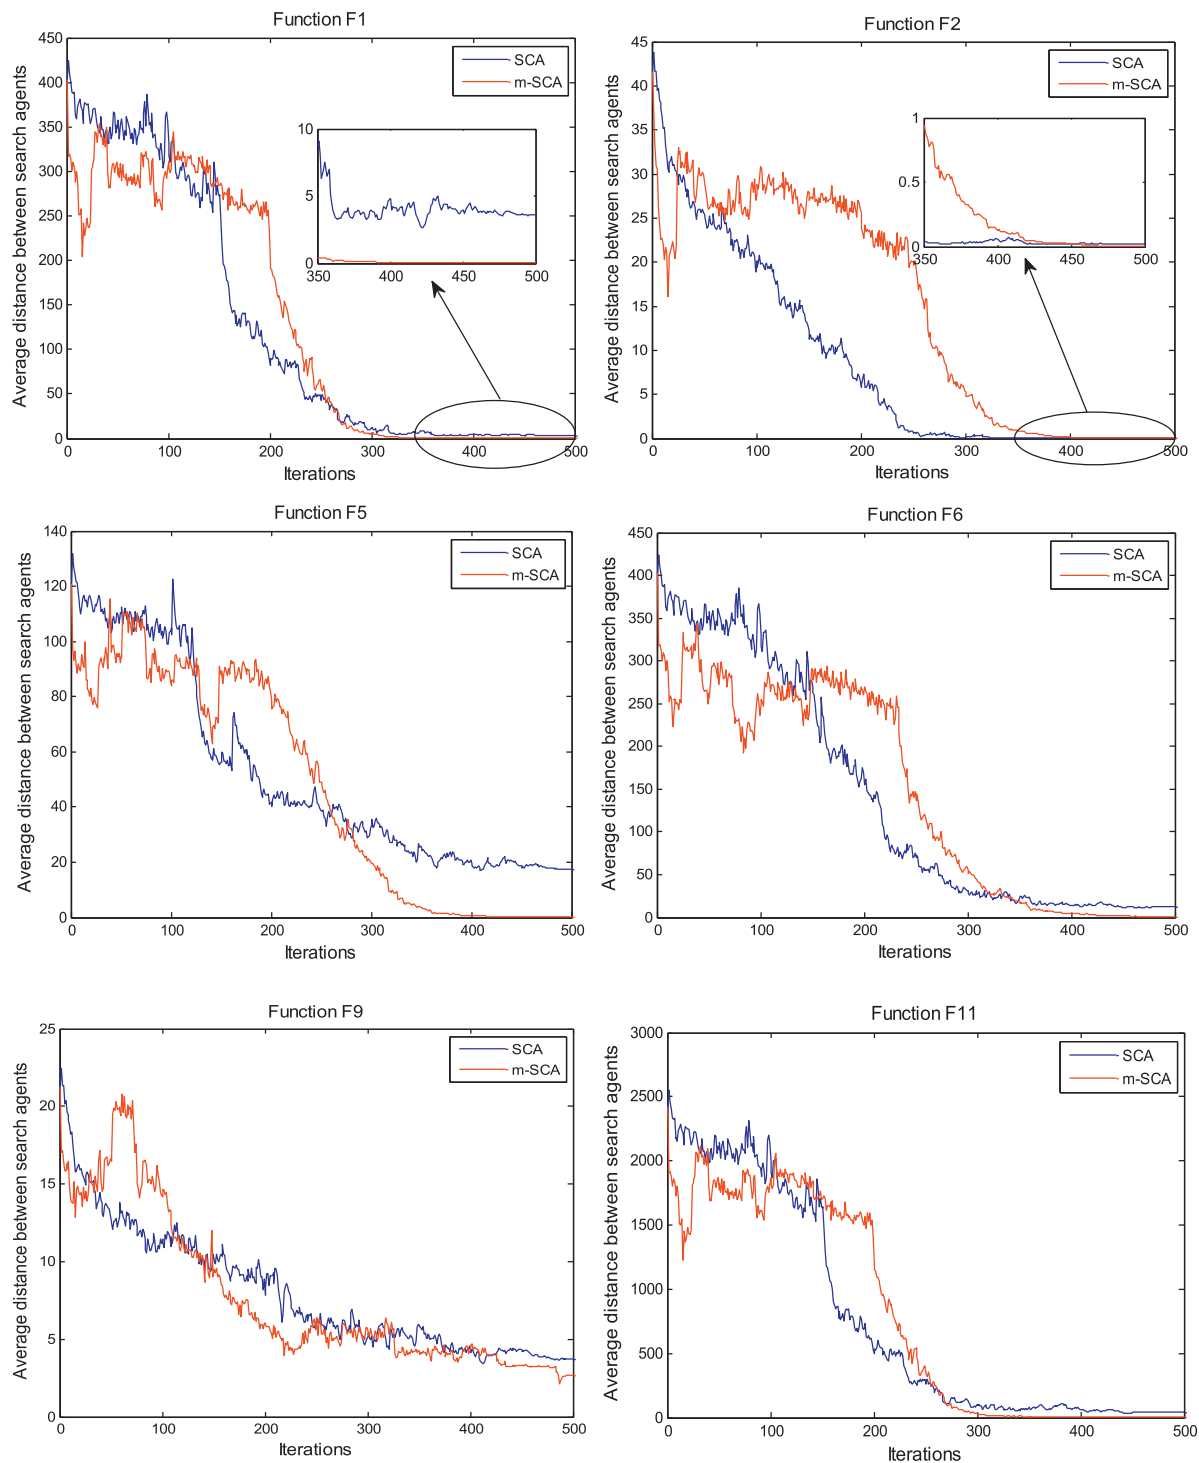 Function F1
Average distance between search agents
450
400
350
300
250
200
150
100
50
0
SCA
m-SCA
10
5
0
350 400 450 500
0 100 200 300 400 500
Iterations
Function F2
Average distance between search agents
45
40
35
30
25
20
15
10
5
0
SCA
m-SCA
1
0.5
0
350 400 450 500
0 100 200 300 400 500
Iterations
Function F5
Average distance between search agents
140
120
100
80
60
40
20
0
SCA
m-SCA
0 100 200 300 400 500
Iterations
Function F6
Average distance between search agents
450
400
350
300
250
200
150
100
50
0
SCA
m-SCA
0 100 200 300 400 500
Iterations
Function F9
Average distance between search agents
25
20
15
10
5
0
SCA
m-SCA
0 100 200 300 400 500
Iterations
Function F11
Average distance between search agents
3000
2500
2000
1500
1000
500
0
SCA
m-SCA
0 100 200 300 400 500
Iterations